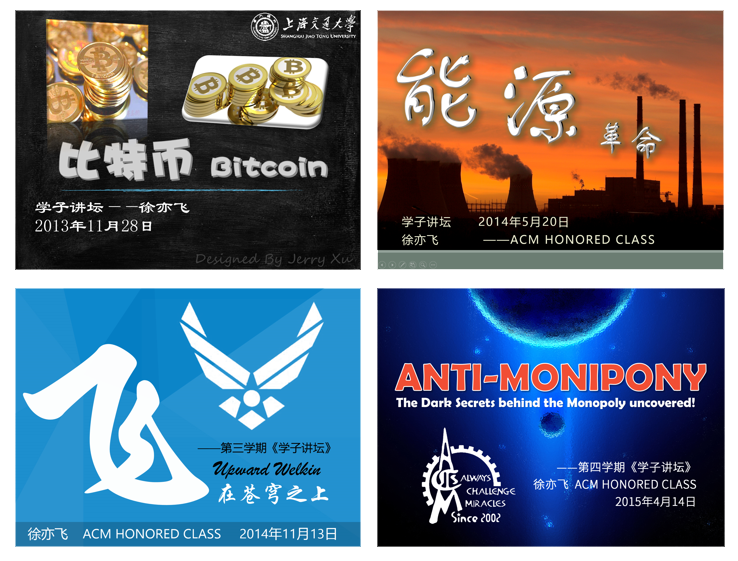 上海交通大学
SHANGHAI JIAO TONG UNIVERSITY
比特币 Bitcoin
学子讲坛 — —徐亦飞
2013年11月28日
Designed By Jerry Xu
能源
革命
学子讲坛 2014年5月20日
徐亦飞 ——ACM HONORED CLASS
飞
——第三学期《学子讲坛》
Upward Welkin
在苍穹之上
徐亦飞 ACM HONORED CLASS 2014年11月13日
ANTI-MONIPONY
The Dark Secrets behind the Monopoly uncovered!
ALWAYS
CHALLENGE
MIRACLES
Since 2002
——第四学期《学子讲坛》
徐亦飞 ACM HONORED CLASS
2015年4月14日